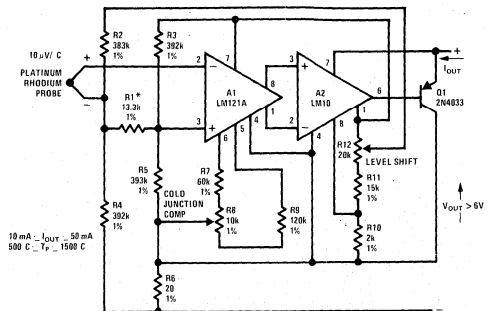 R2
383k
1%
R3
392k
1%
10 μV/ C
+
PLATINUM
RHODIUM
PROBE
−
R1*
13.3k
1%
2
−
7
A1
LM121A
3
+
6
5
4
8
1
3
+
7
A2
LM10
6
2
−
4
8
1
+
IOUT
Q1
2N4033
R12
20k
LEVEL SHIFT
R5
393k
1%
R7
60k
1%
COLD
JUNCTION
COMP
R8
10k
1%
R9
120k
1%
R11
15k
1%
R10
2k
1%
VOUT > 6V
R4
392k
1%
10 mA _ IOUT _ 50 mA
500 C _ TP _ 1500 C
R6
20
1%
−